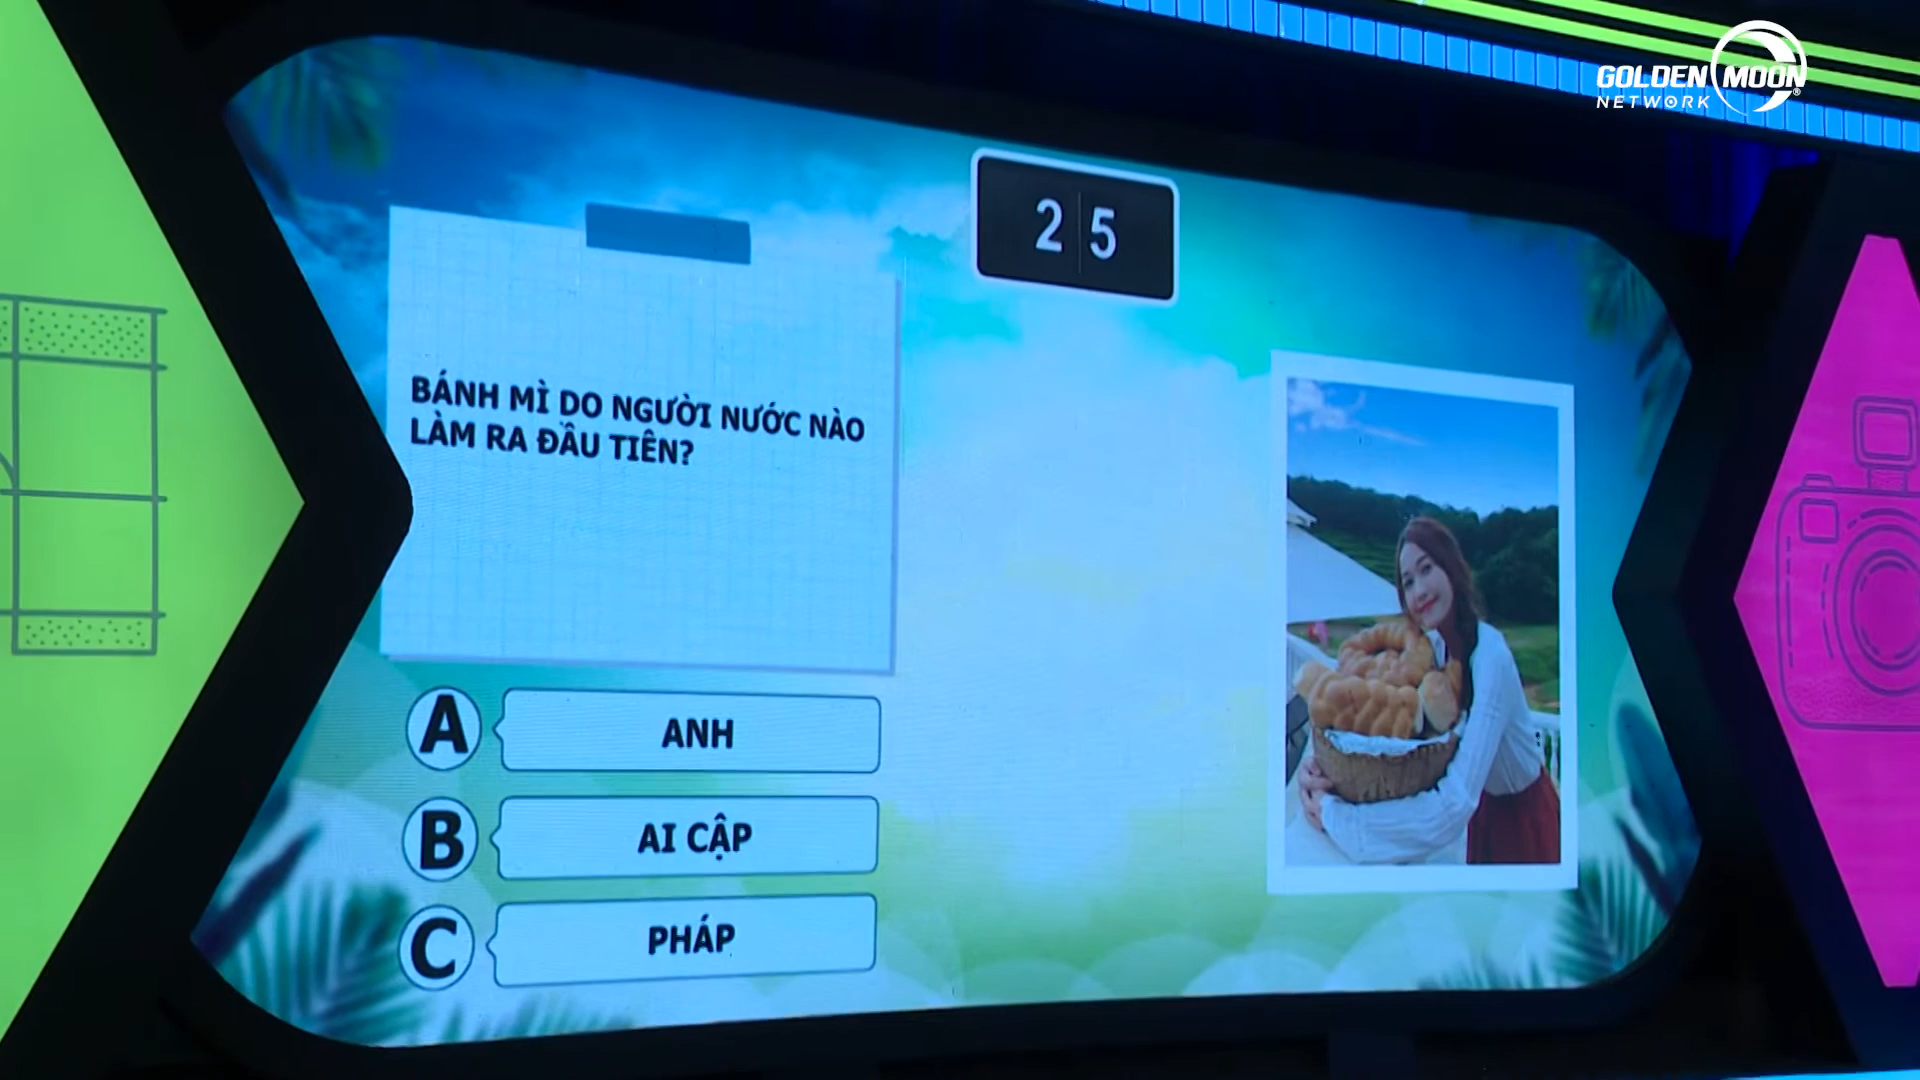 GOLDEN MOON
NETWORK
25
BÁNH MÌ DO NGƯỜI NƯỚC NÀO
LÀM RA ĐẦU TIÊN?
A ANH
B AI CẬP
C PHÁP